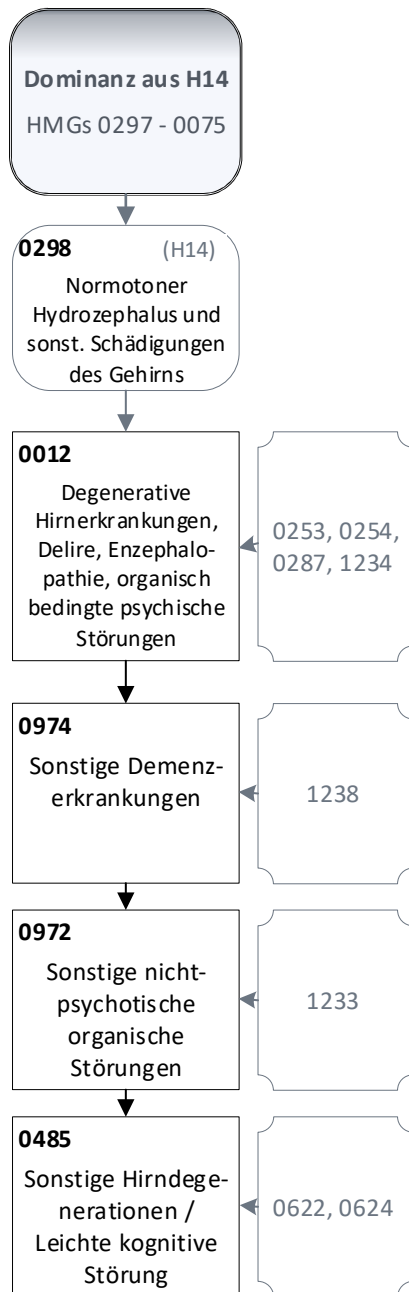 Dominanz aus H14
HMGs 0297 - 0075
0298 (H14)
Normotoner
Hydrozephalus und
sonst. Schädigungen
des Gehirns
0012
Degenerative
Hirnerkrankungen,
Delire, Enzephalo-
pathie, organisch
bedingte psychische
Störungen
0253, 0254,
0287, 1234
0974
Sonstige Demenz-
erkrankungen
1238
0972
Sonstige nicht-
psychotische
organische
Störungen
1233
0485
Sonstige Hirndege-
nerationen /
Leichte kognitive
Störung
0622, 0624